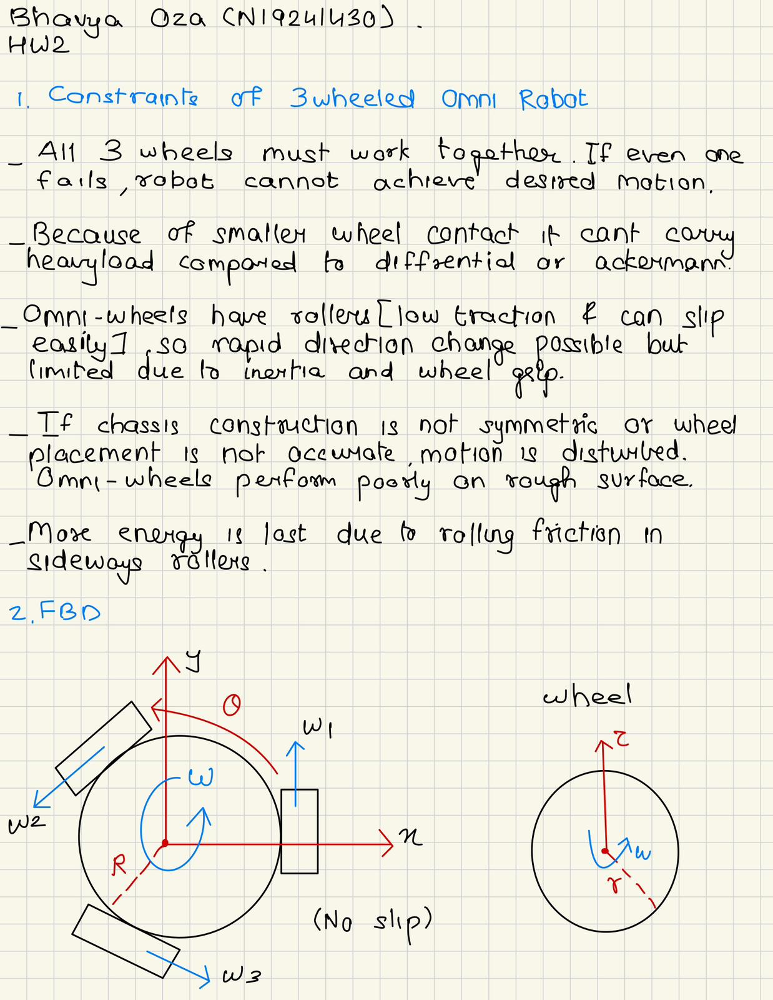 Bhavya Oza (N19241430).
HW2
1. Constraints of 3wheeled Omni Robot
- All 3 wheels must work together. If even one
fails, robot cannot achieve desired motion.
- Because of smaller wheel contact it cant carry
heavyload compared to diffrential or ackermann.
- Omni-wheels have rollers [low traction & can slip
easily], so rapid direction change possible but
limited due to inertia and wheel grip.
- If chassis construction is not symmetric or wheel
placement is not accurate, motion is disturbed.
Omni-wheels perform poorly on rough surface.
- More energy is lost due to rolling friction in
sideways rollers.
2. FBD
y
θ
wheel
ω1
τ
ω
ω2
x
R
ω
r
(No slip)
ω3